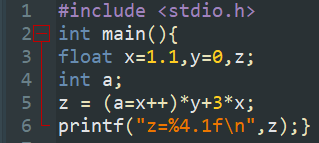 1 #include <stdio.h>
2 int main(){
3 float x=1.1,y=0,z;
4 int a;
5 z = (a=x++)*y+3*x;
6 printf("z=%4.1f\n",z);}